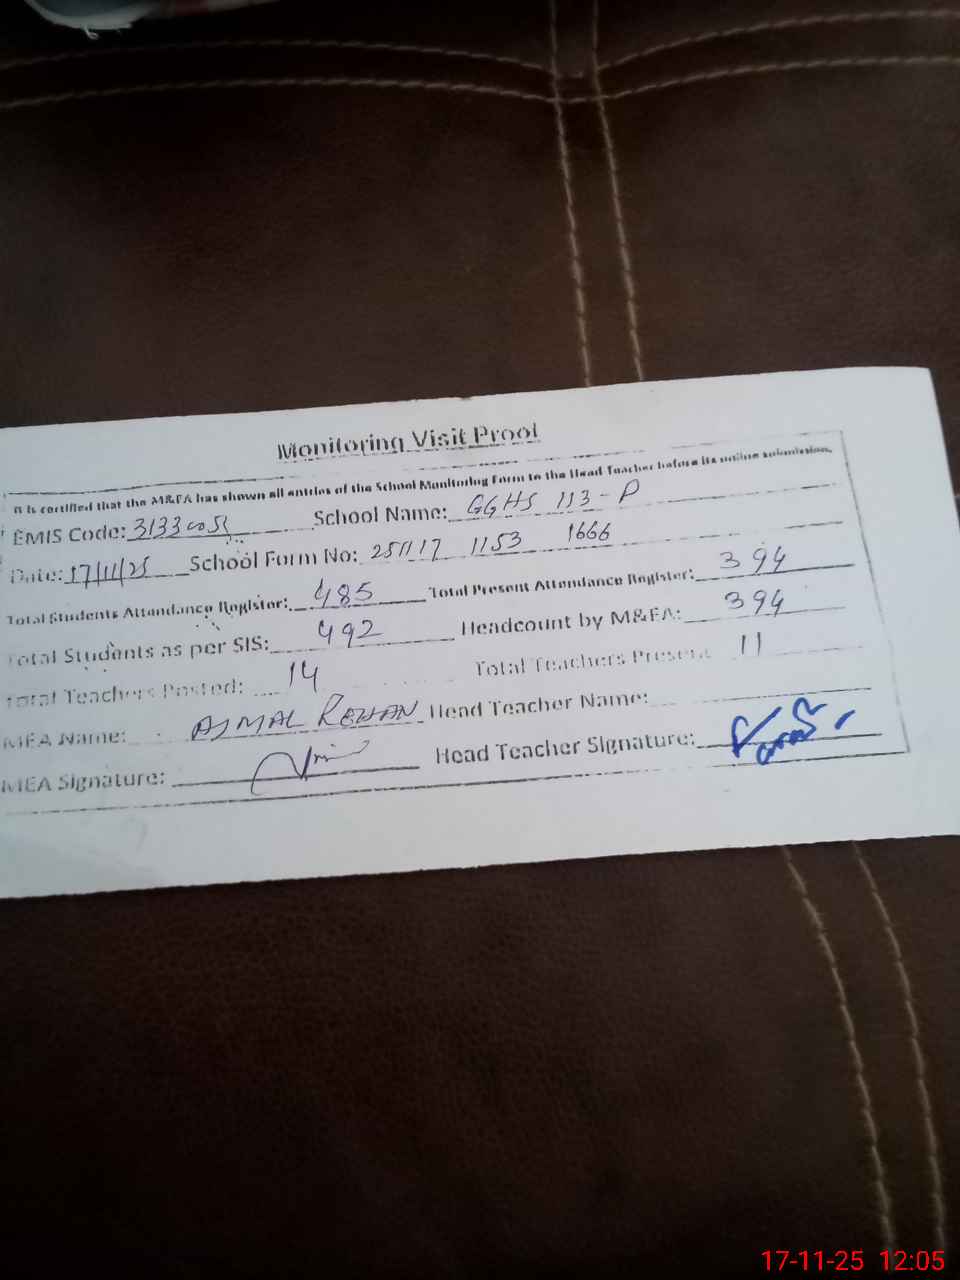 Monitoring Visit Proof
It is certified that the M&EA has shown all entries of the School Monitoring Form to the Head Teacher before its online submission.
EMIS Code: School Name: GGHS 113-P
Date: 17/11/25 School Form No: 251117 1153 1666
Total Students Attendance Register: 485 Total Present Attendance Register: 394
Total Students as per SIS: 492 Headcount by M&EA: 394
Total Teachers Posted: 14 Total Teachers Present 11
MEA Name: AJMAL REHAN Head Teacher Name:
MEA Signature: Head Teacher Signature:
17-11-25 12:05